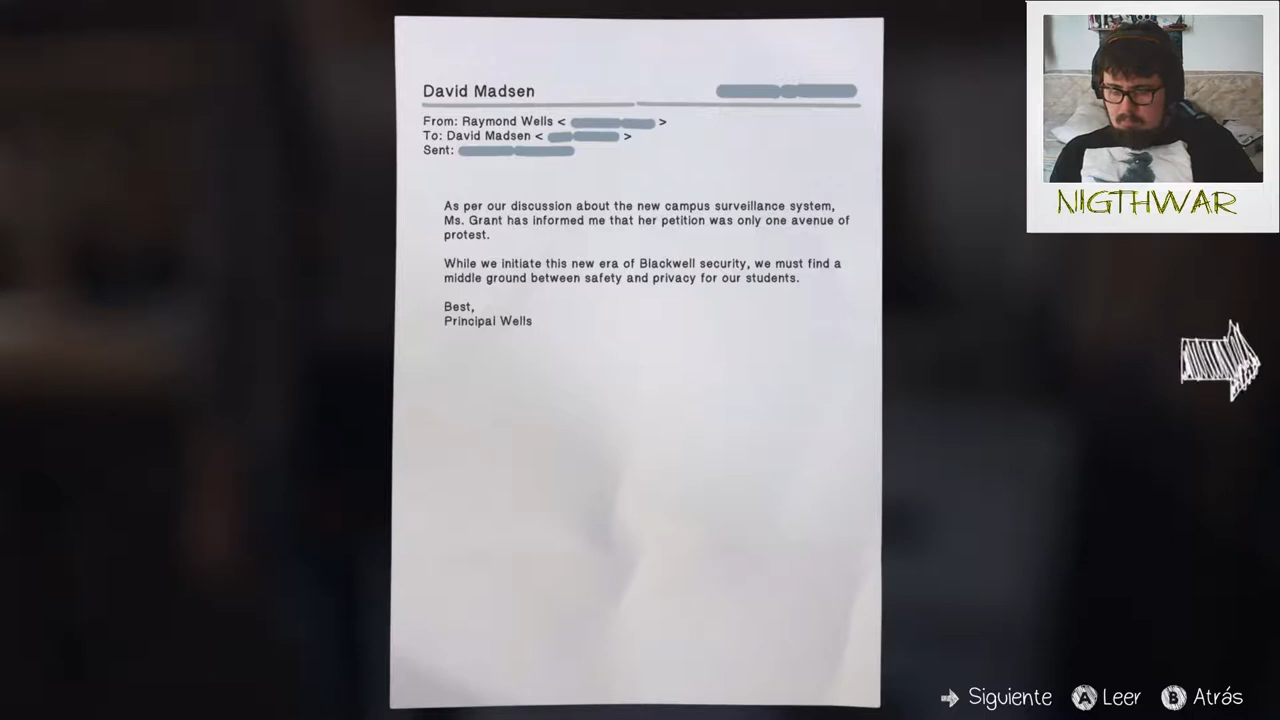 David Madsen
From: Raymond Wells < >
To: David Madsen < >
Sent:
As per our discussion about the new campus surveillance system,
Ms. Grant has informed me that her petition was only one avenue of
protest.
While we initiate this new era of Blackwell security, we must find a
middle ground between safety and privacy for our students.
Best,
Principal Wells
NIGTHWAR
Siguiente A Leer B Atrás